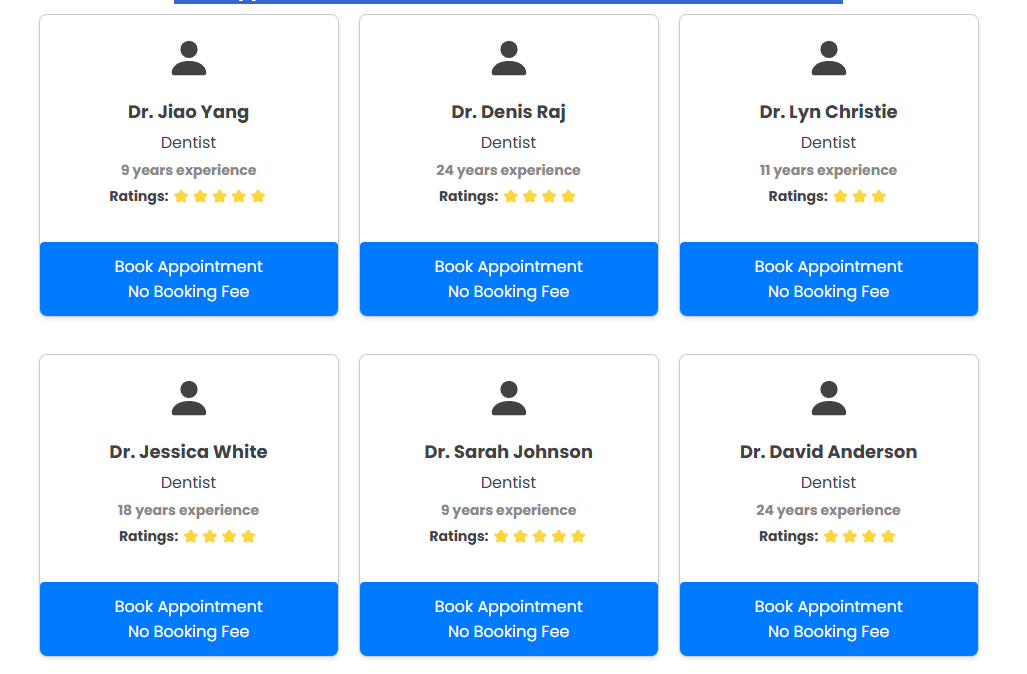 Dr. Jiao Yang
Dentist
9 years experience
Ratings:
Book Appointment
No Booking Fee
Dr. Denis Raj
Dentist
24 years experience
Ratings:
Book Appointment
No Booking Fee
Dr. Lyn Christie
Dentist
11 years experience
Ratings:
Book Appointment
No Booking Fee
Dr. Jessica White
Dentist
18 years experience
Ratings:
Book Appointment
No Booking Fee
Dr. Sarah Johnson
Dentist
9 years experience
Ratings:
Book Appointment
No Booking Fee
Dr. David Anderson
Dentist
24 years experience
Ratings:
Book Appointment
No Booking Fee